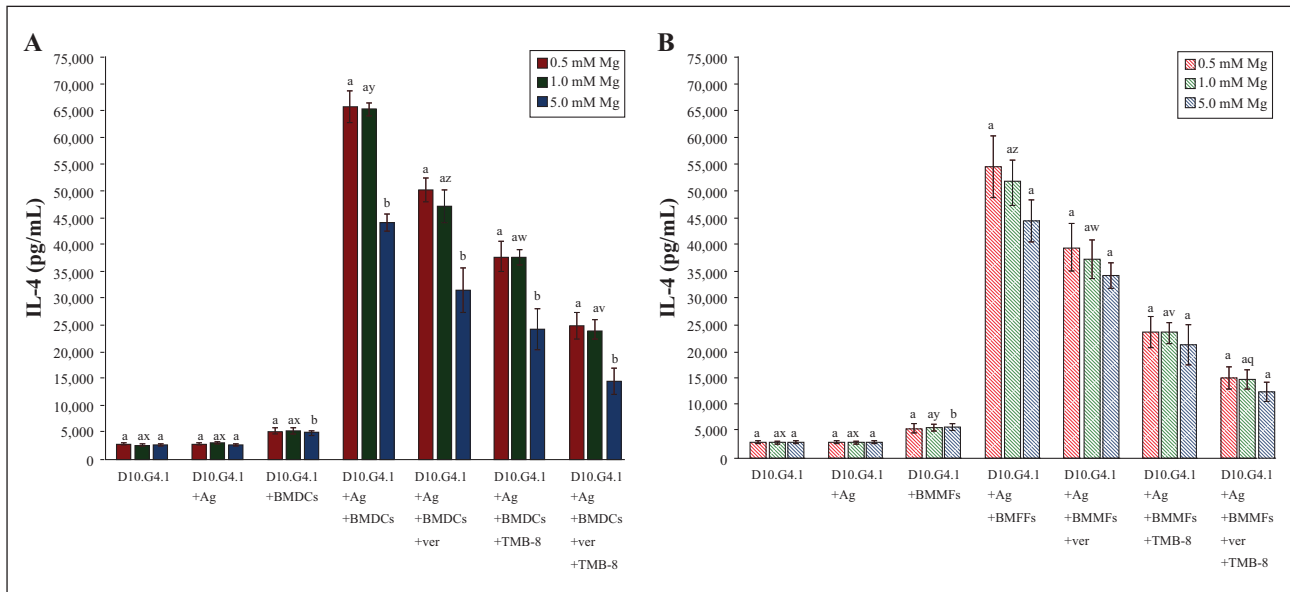 A
IL-4 (pg/mL)
75,000
70,000
65,000
60,000
55,000
50,000
45,000
40,000
35,000
30,000
25,000
20,000
15,000
10,000
5,000
0
0.5 mM Mg
1.0 mM Mg
5.0 mM Mg
a ax a
a ax a
a ax b
a ay b
a az b
a aw b
a av b
D10.G4.1
D10.G4.1
+Ag
D10.G4.1
+BMDCs
D10.G4.1
+Ag
+BMDCs
D10.G4.1
+Ag
+BMDCs
+ver
D10.G4.1
+Ag
+BMDCs
+TMB-8
D10.G4.1
+Ag
+BMDCs
+ver
+TMB-8
B
IL-4 (pg/mL)
75,000
70,000
65,000
60,000
55,000
50,000
45,000
40,000
35,000
30,000
25,000
20,000
15,000
10,000
5,000
0
0.5 mM Mg
1.0 mM Mg
5.0 mM Mg
a ax a
a ax a
a ay b
a az a
a aw a
a av a
a aq a
D10.G4.1
D10.G4.1
+Ag
D10.G4.1
+BMMFs
D10.G4.1
+Ag
+BMFFs
D10.G4.1
+Ag
+BMMFs
+ver
D10.G4.1
+Ag
+BMMFs
+TMB-8
D10.G4.1
+Ag
+BMMFs
+ver
+TMB-8